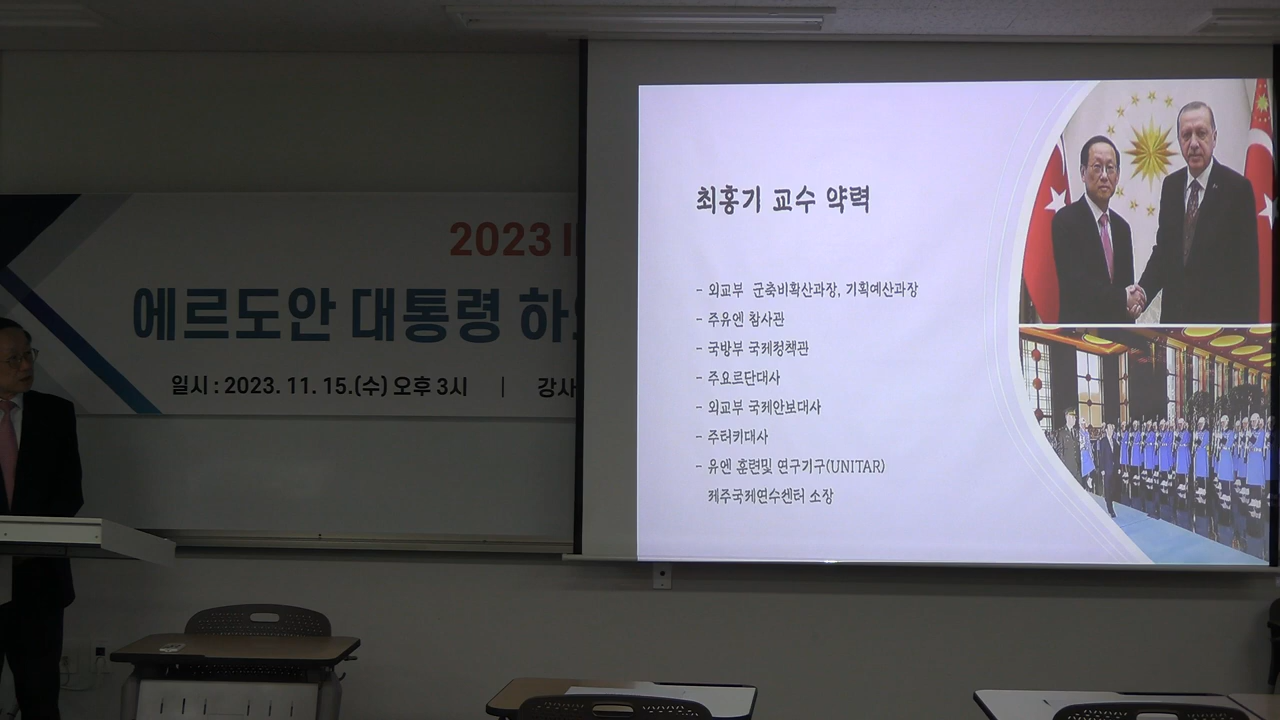 2023
에르도안 대통령 하
일시 : 2023. 11. 15.(수) 오후 3시 | 강사
최흥기 교수 약력
- 외교부 군축비확산과장, 기획예산과장
- 주유엔 참사관
- 국방부 국제정책관
- 주요르단대사
- 외교부 국제안보대사
- 주터키대사
- 유엔 훈련및 연구기구(UNITAR)
제주국제연수센터 소장